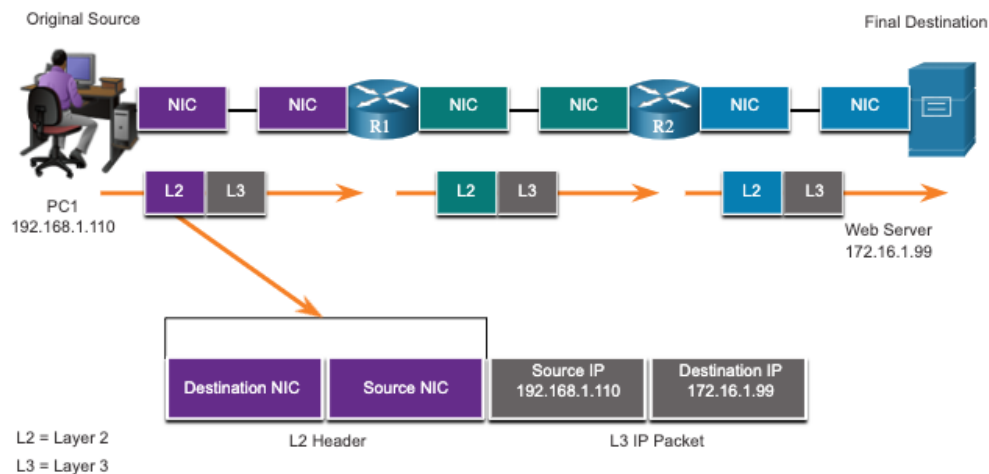 Original Source
Final Destination
NIC
NIC
R1
NIC
NIC
R2
NIC
NIC
L2
L3
L2
L3
L2
L3
PC1
192.168.1.110
Web Server
172.16.1.99
Destination NIC
Source NIC
Source IP
192.168.1.110
Destination IP
172.16.1.99
L2 = Layer 2
L2 Header
L3 IP Packet
L3 = Layer 3